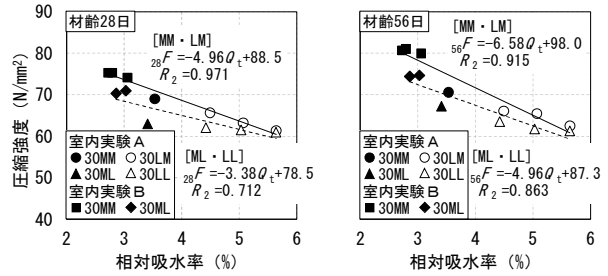 材齢28日
[MM・LM]
₂₈F=-4.96Qt+88.5
R2=0.971
室内実験A
30MM 30LM
30ML 30LL
室内実験B
30MM 30ML
[ML・LL]
₂₈F=-3.38Qt+78.5
R2=0.712
圧縮強度 (N/mm²)
90
80
70
60
50
40
2 3 4 5 6
相対吸水率 (%)
材齢56日
[MM・LM]
₅₆F=-6.58Qt+98.0
R2=0.915
室内実験A
30MM 30LM
30ML 30LL
室内実験B
30MM 30ML
[ML・LL]
₅₆F=-4.96Qt+87.3
R2=0.863
2 3 4 5 6
相対吸水率 (%)